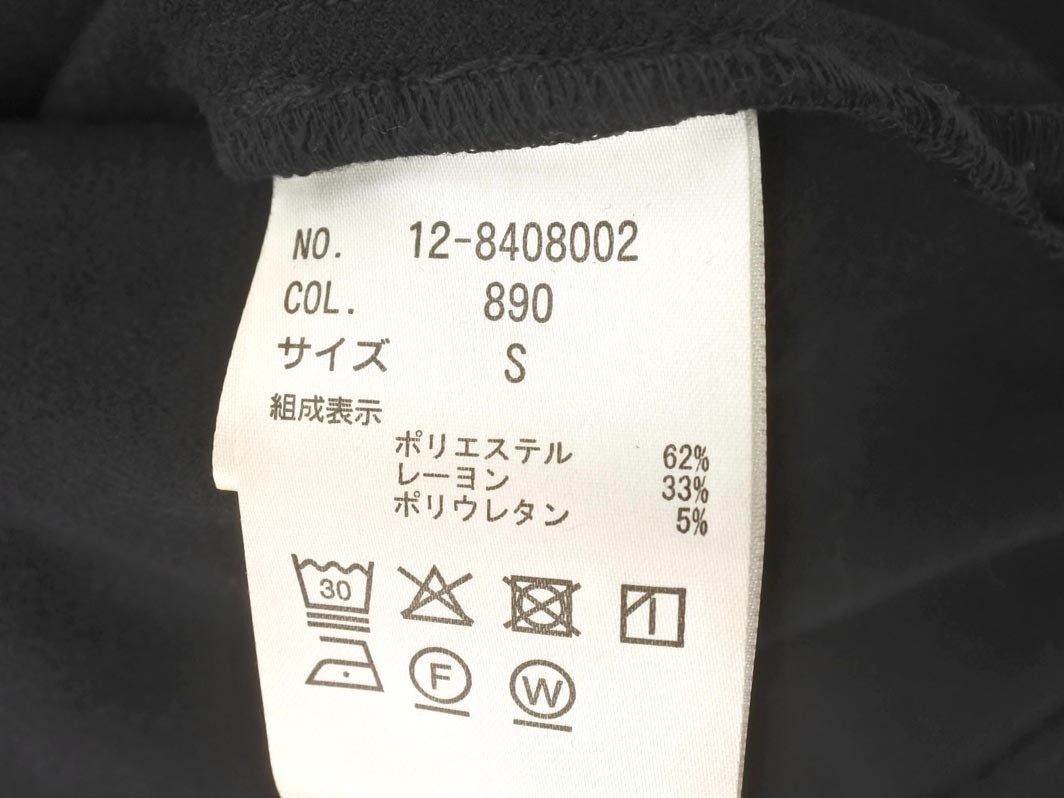 NO. 12-8408002
COL. 890
サイズ S
組成表示
ポリエステル 62%
レーヨン 33%
ポリウレタン 5%
30
F W